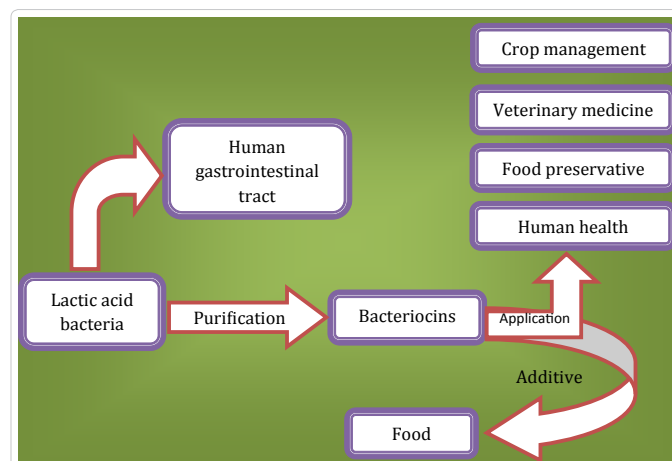 Crop management
Veterinary medicine
Human
gastrointestinal
tract
Food preservative
Human health
Lactic acid
bacteria
Purification
Bacteriocins
Application
Additive
Food